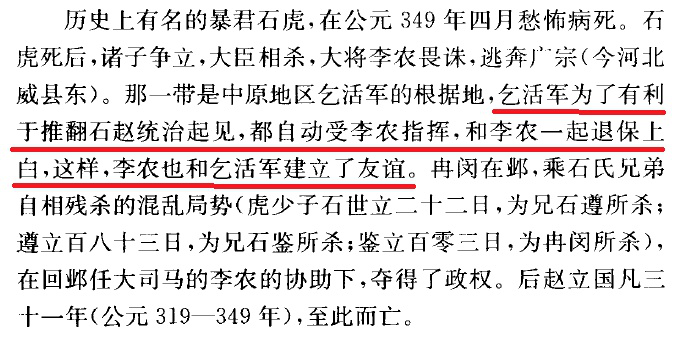 历史上有名的暴君石虎,在公元 349 年四月愁怖病死。石
虎死后,诸子争立,大臣相杀,大将李农畏诛,逃奔广宗(今河北
威县东)。那一带是中原地区乞活军的根据地,乞活军为了有利
于推翻石赵统治起见,都自动受李农指挥,和李农一起退保上
白,这样,李农也和乞活军建立了友谊。冉闵在邺,乘石氏兄弟
自相残杀的混乱局势(虎少子石世立二十二日,为兄石遵所杀;
遵立百八十三日,为兄石鉴所杀;鉴立百零三日,为冉闵所杀),
在回邺任大司马的李农的协助下,夺得了政权。后赵立国凡三
十一年(公元 319—349 年),至此而亡。